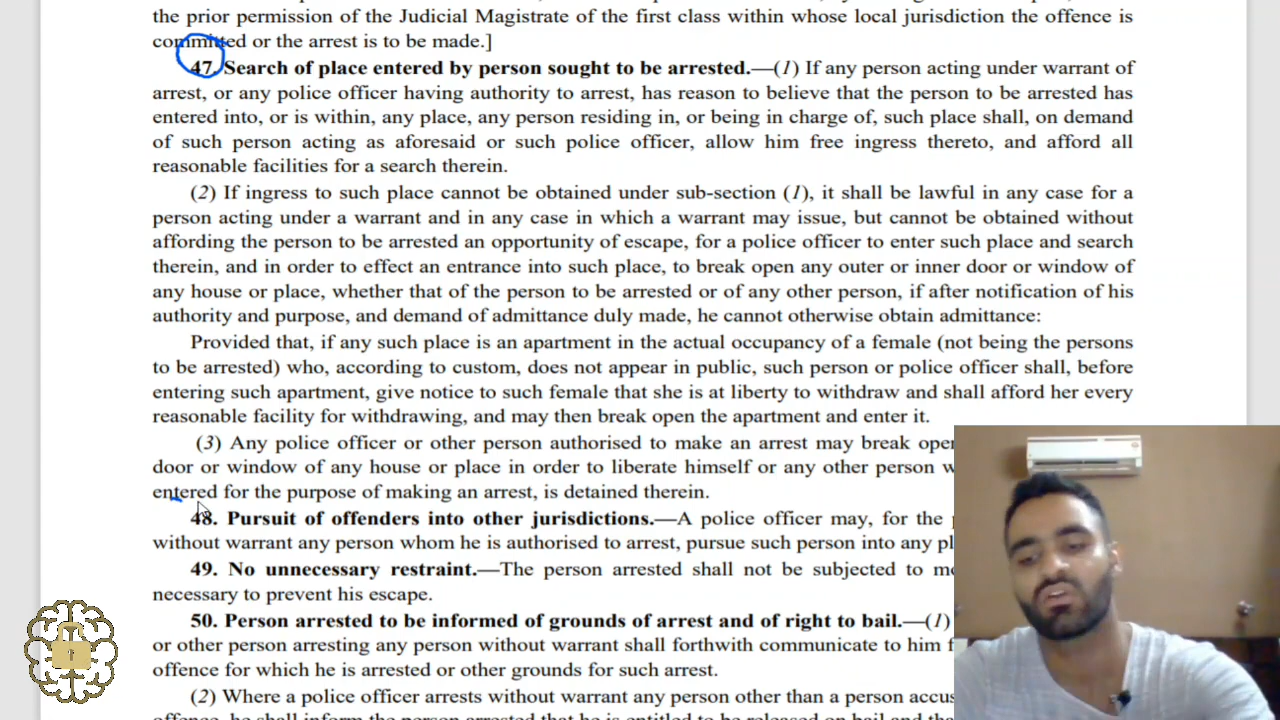 the prior permission of the Judicial Magistrate of the first class within whose local jurisdiction the offence is
committed or the arrest is to be made.]
47. Search of place entered by person sought to be arrested.—(1) If any person acting under warrant of
arrest, or any police officer having authority to arrest, has reason to believe that the person to be arrested has
entered into, or is within, any place, any person residing in, or being in charge of, such place shall, on demand
of such person acting as aforesaid or such police officer, allow him free ingress thereto, and afford all
reasonable facilities for a search therein.
(2) If ingress to such place cannot be obtained under sub-section (1), it shall be lawful in any case for a
person acting under a warrant and in any case in which a warrant may issue, but cannot be obtained without
affording the person to be arrested an opportunity of escape, for a police officer to enter such place and search
therein, and in order to effect an entrance into such place, to break open any outer or inner door or window of
any house or place, whether that of the person to be arrested or of any other person, if after notification of his
authority and purpose, and demand of admittance duly made, he cannot otherwise obtain admittance:
Provided that, if any such place is an apartment in the actual occupancy of a female (not being the persons
to be arrested) who, according to custom, does not appear in public, such person or police officer shall, before
entering such apartment, give notice to such female that she is at liberty to withdraw and shall afford her every
reasonable facility for withdrawing, and may then break open the apartment and enter it.
(3) Any police officer or other person authorised to make an arrest may break
door or window of any house or place in order to liberate himself or any other person
entered for the purpose of making an arrest, is detained therein.
48. Pursuit of offenders into other jurisdictions.—A police officer may, for the
without warrant any person whom he is authorised to arrest, pursue such person into any
49. No unnecessary restraint.—The person arrested shall not be subjected to
necessary to prevent his escape.
50. Person arrested to be informed of grounds of arrest and of right to bail.—(1)
or other person arresting any person without warrant shall forthwith communicate to him
offence for which he is arrested or other grounds for such arrest.
(2) Where a police officer arrests without warrant any person other than a person